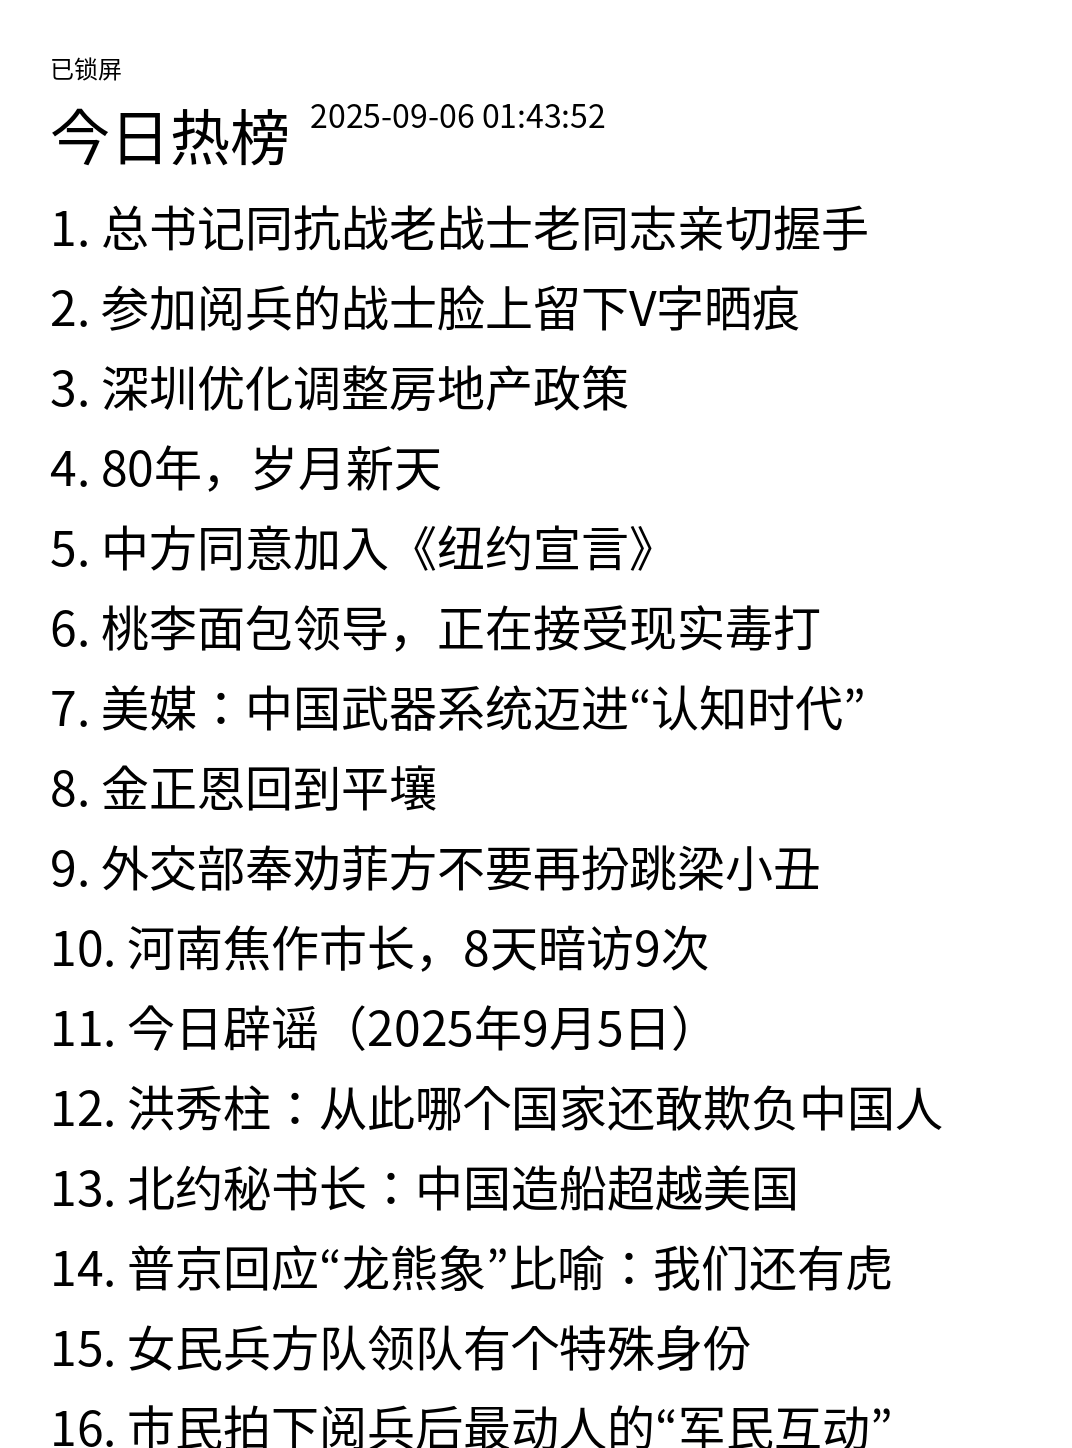 已锁屏
今日热榜 2025-09-06 01:43:52
1. 总书记同抗战老战士老同志亲切握手
2. 参加阅兵的战士脸上留下V字晒痕
3. 深圳优化调整房地产政策
4. 80年，岁月新天
5. 中方同意加入《纽约宣言》
6. 桃李面包领导，正在接受现实毒打
7. 美媒：中国武器系统迈进“认知时代”
8. 金正恩回到平壤
9. 外交部奉劝菲方不要再扮跳梁小丑
10. 河南焦作市长，8天暗访9次
11. 今日辟谣（2025年9月5日）
12. 洪秀柱：从此哪个国家还敢欺负中国人
13. 北约秘书长：中国造船超越美国
14. 普京回应“龙熊象”比喻：我们还有虎
15. 女民兵方队领队有个特殊身份
16. 市民拍下阅兵后最动人的“军民互动”